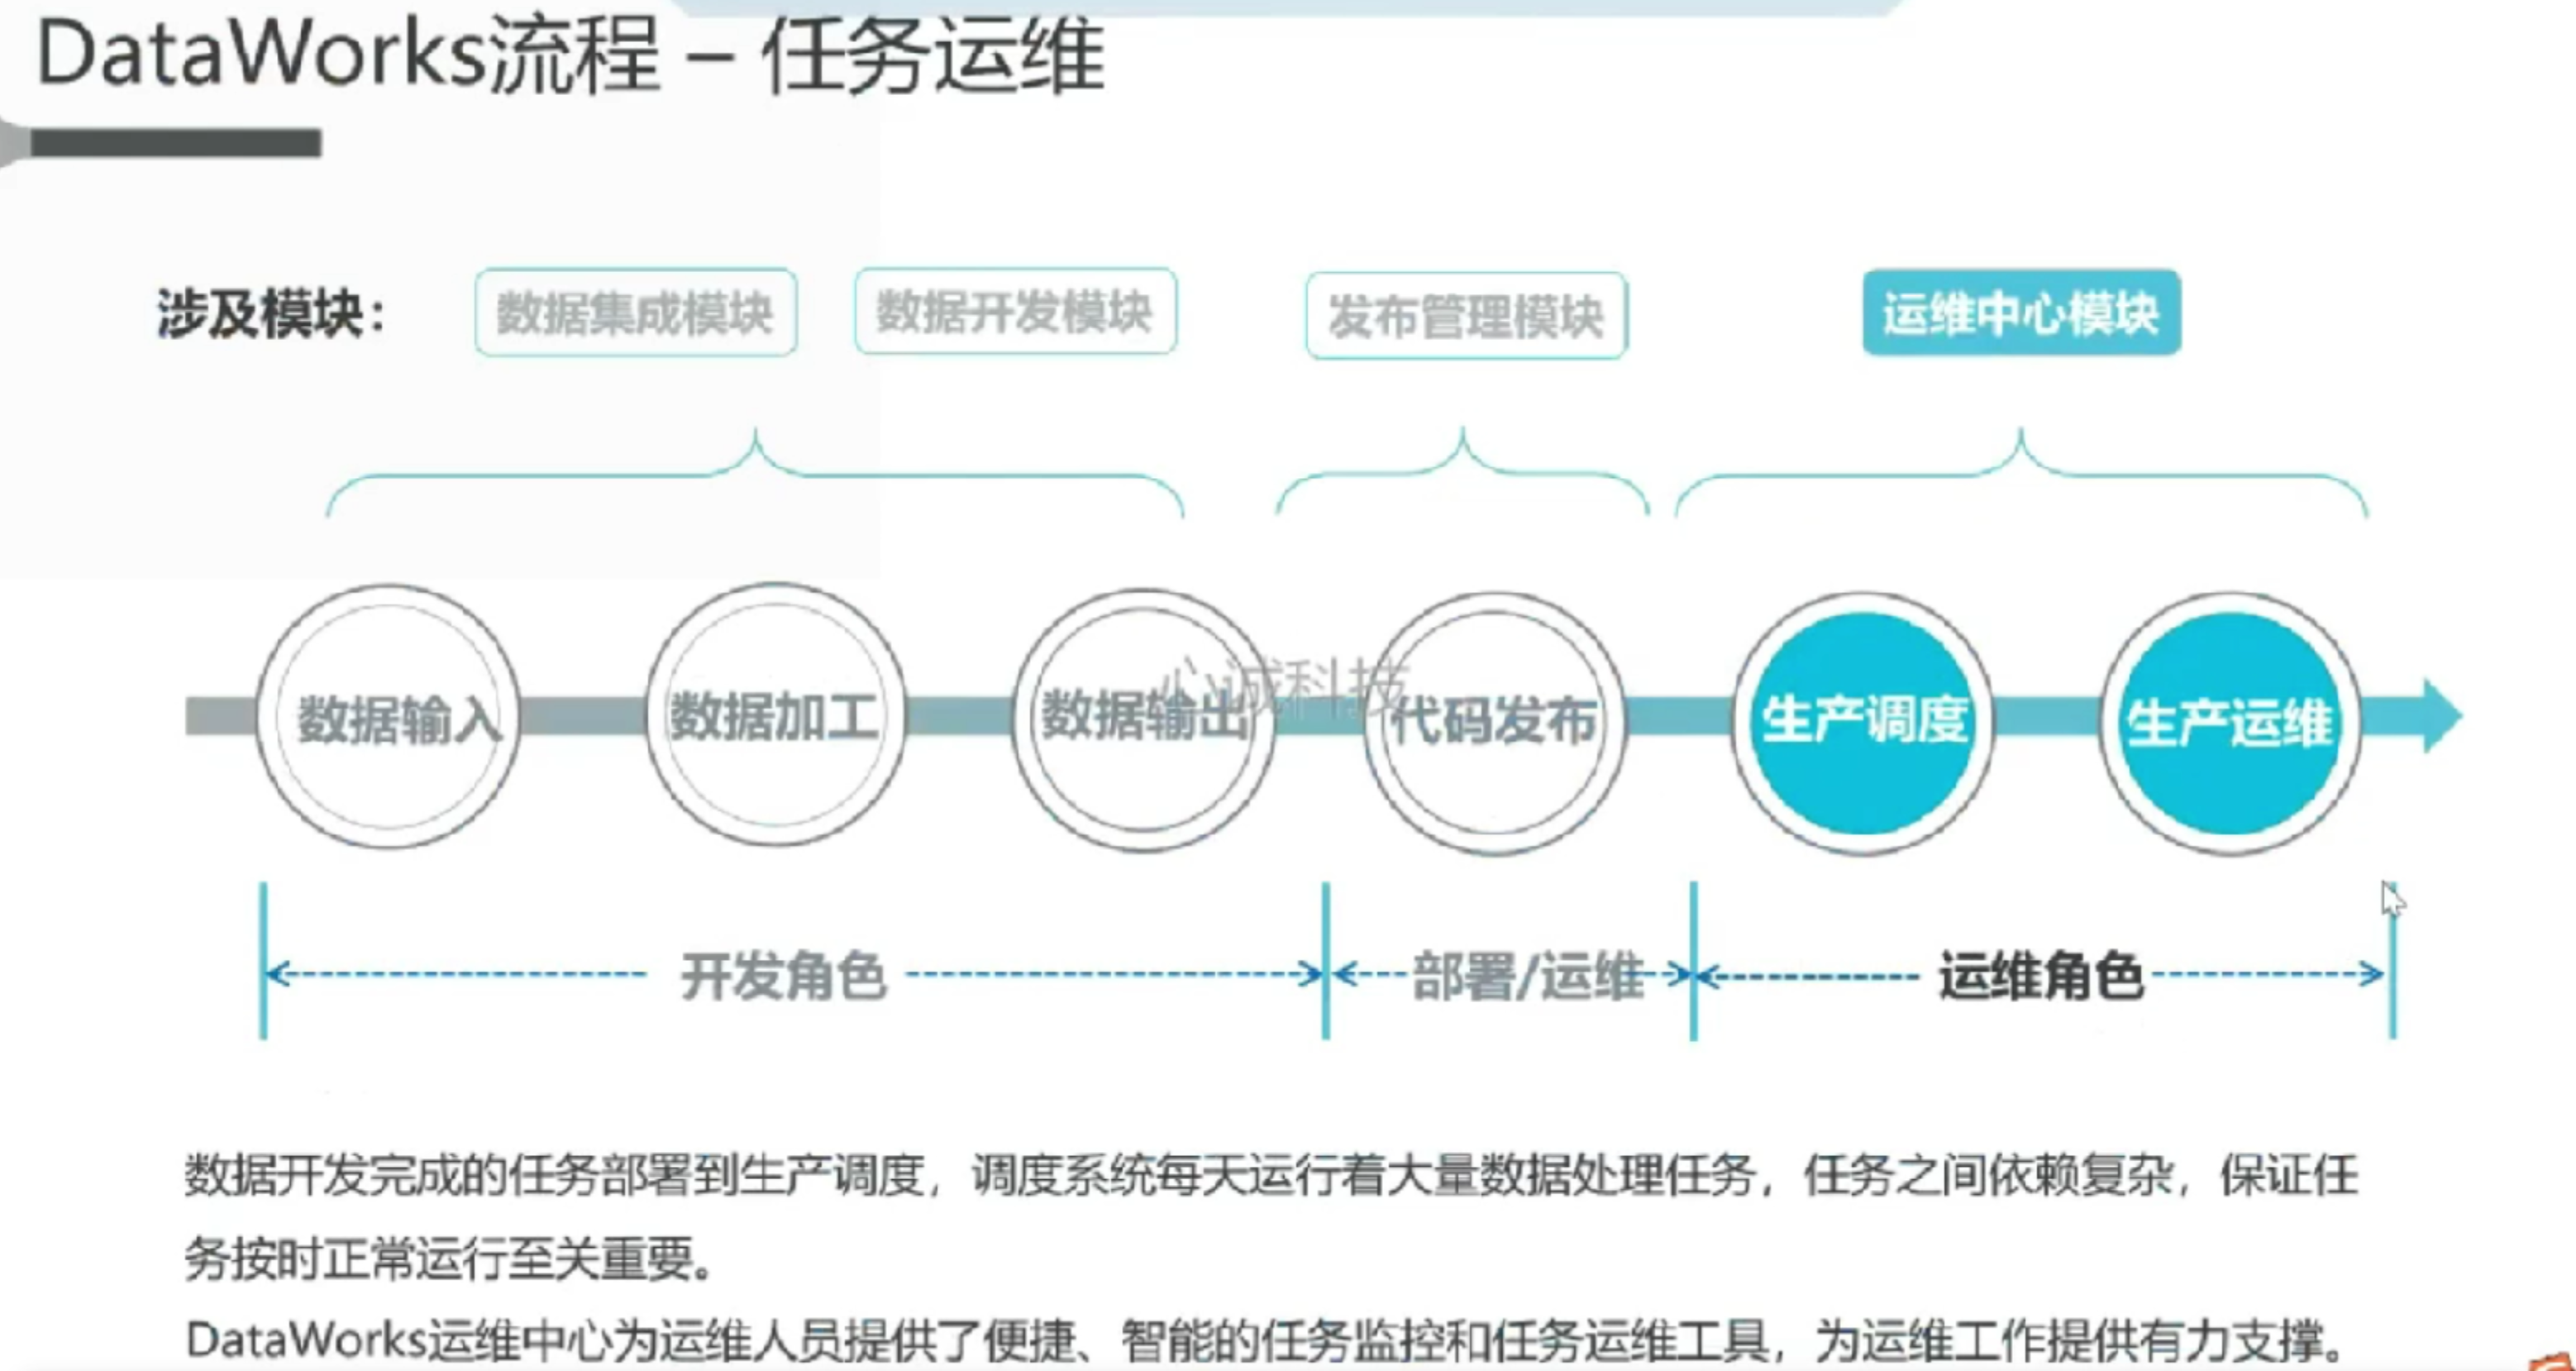 DataWorks流程 – 任务运维
涉及模块：
数据集成模块
数据开发模块
发布管理模块
运维中心模块
数据输入
数据加工
数据输出
代码发布
生产调度
生产运维
心诚科技
开发角色
部署/运维
运维角色
数据开发完成的任务部署到生产调度，调度系统每天运行着大量数据处理任务，任务之间依赖复杂，保证任
务按时正常运行至关重要。
DataWorks运维中心为运维人员提供了便捷、智能的任务监控和任务运维工具，为运维工作提供有力支撑。